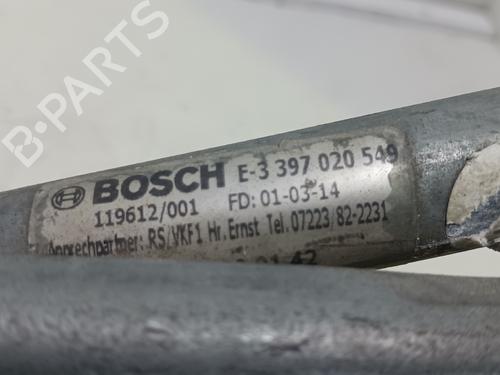 BOSCH E-3 397 020 549
119612/001 FD: 01-03-14
Ansprechpartner: RS/VKF1 Hr. Ernst Tel. 07223/82-2231
B-Parts